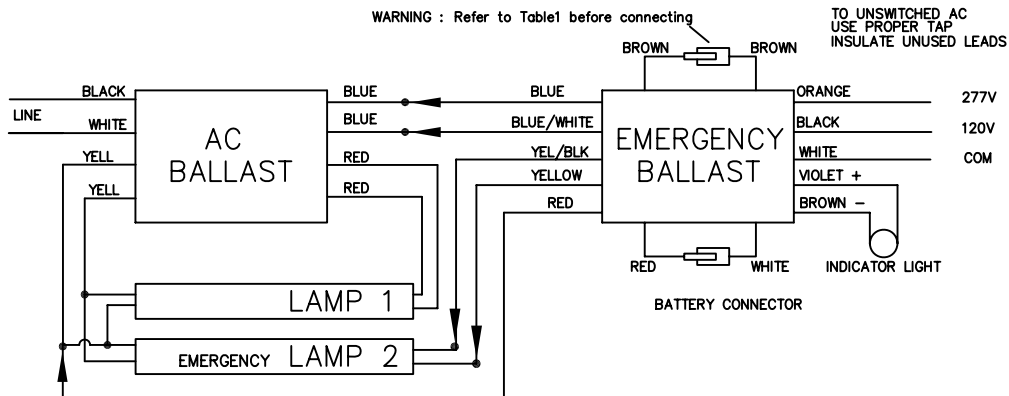 WARNING : Refer to Table1 before connecting
TO UNSWITCHED AC
USE PROPER TAP
INSULATE UNUSED LEADS
BROWN
BROWN
BLACK
LINE
WHITE
YELL
YELL
AC
BALLAST
BLUE
BLUE
RED
RED
BLUE
BLUE/WHITE
YEL/BLK
YELLOW
RED
EMERGENCY
BALLAST
ORANGE
277V
BLACK
120V
WHITE
COM
VIOLET +
BROWN -
RED
WHITE
INDICATOR LIGHT
BATTERY CONNECTOR
LAMP 1
EMERGENCY LAMP 2